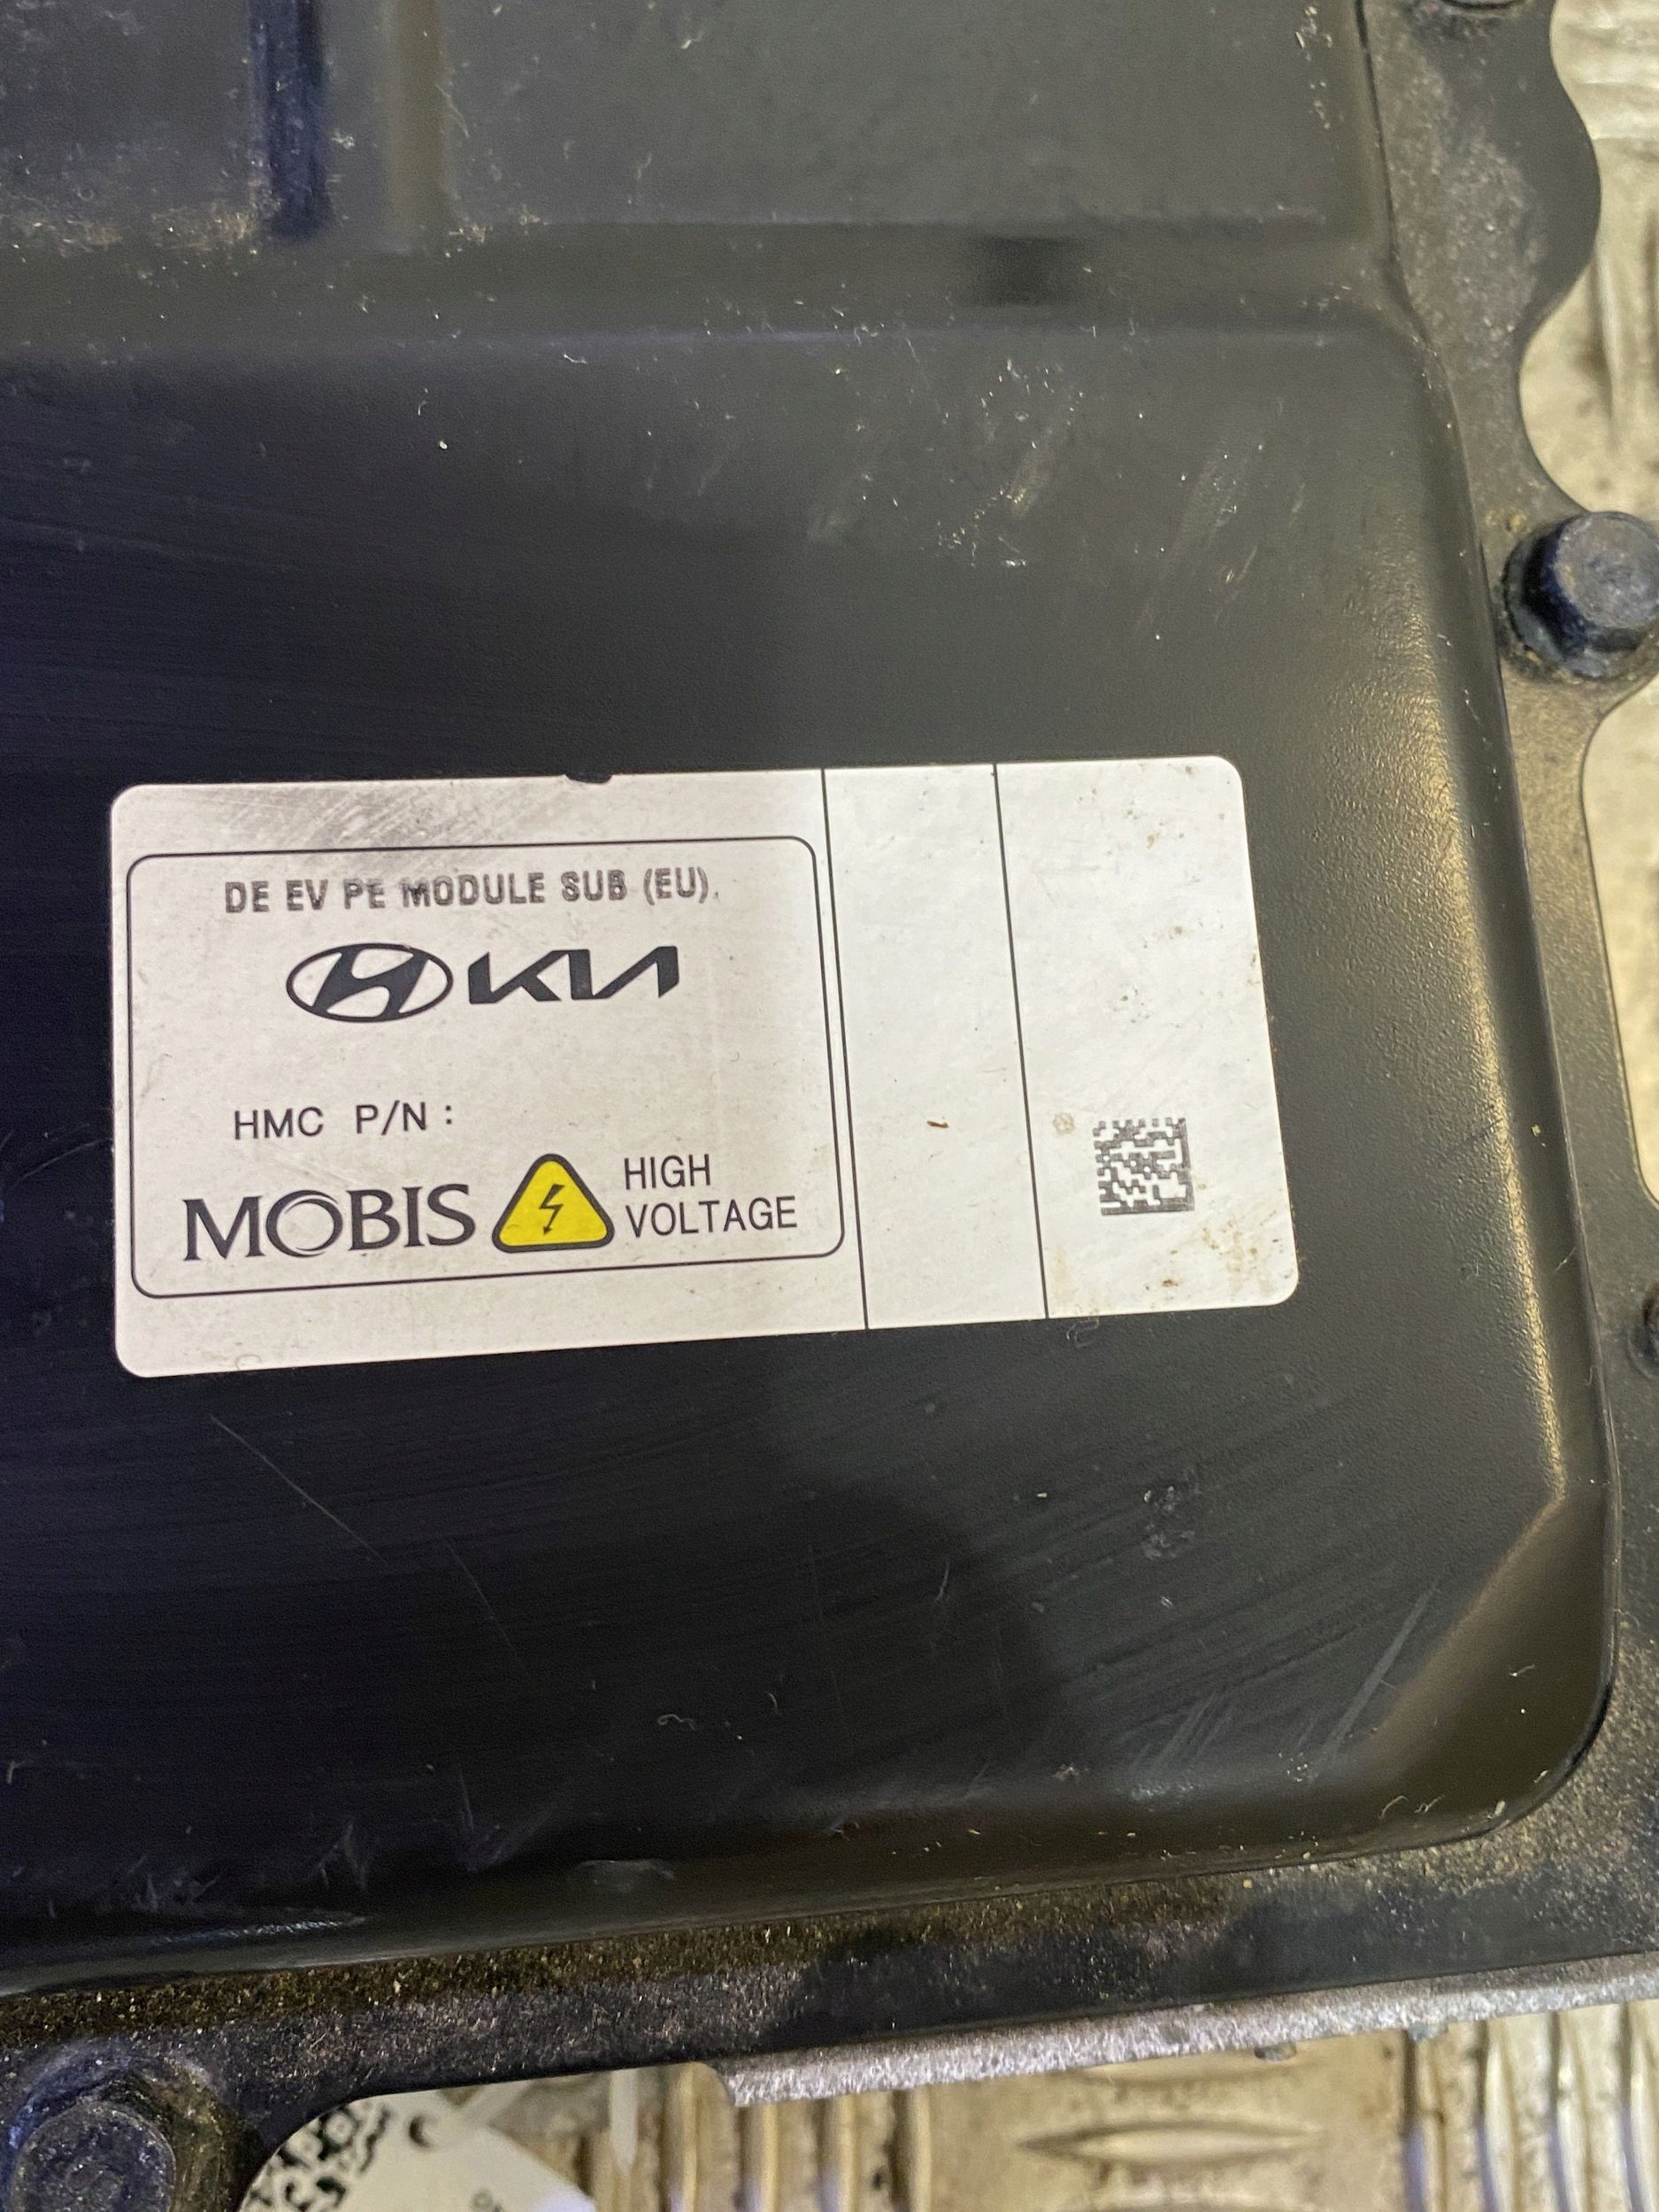 DE EV PE MODULE SUB (EU).
KIA
HMC P/N :
MOBIS
HIGH
VOLTAGE